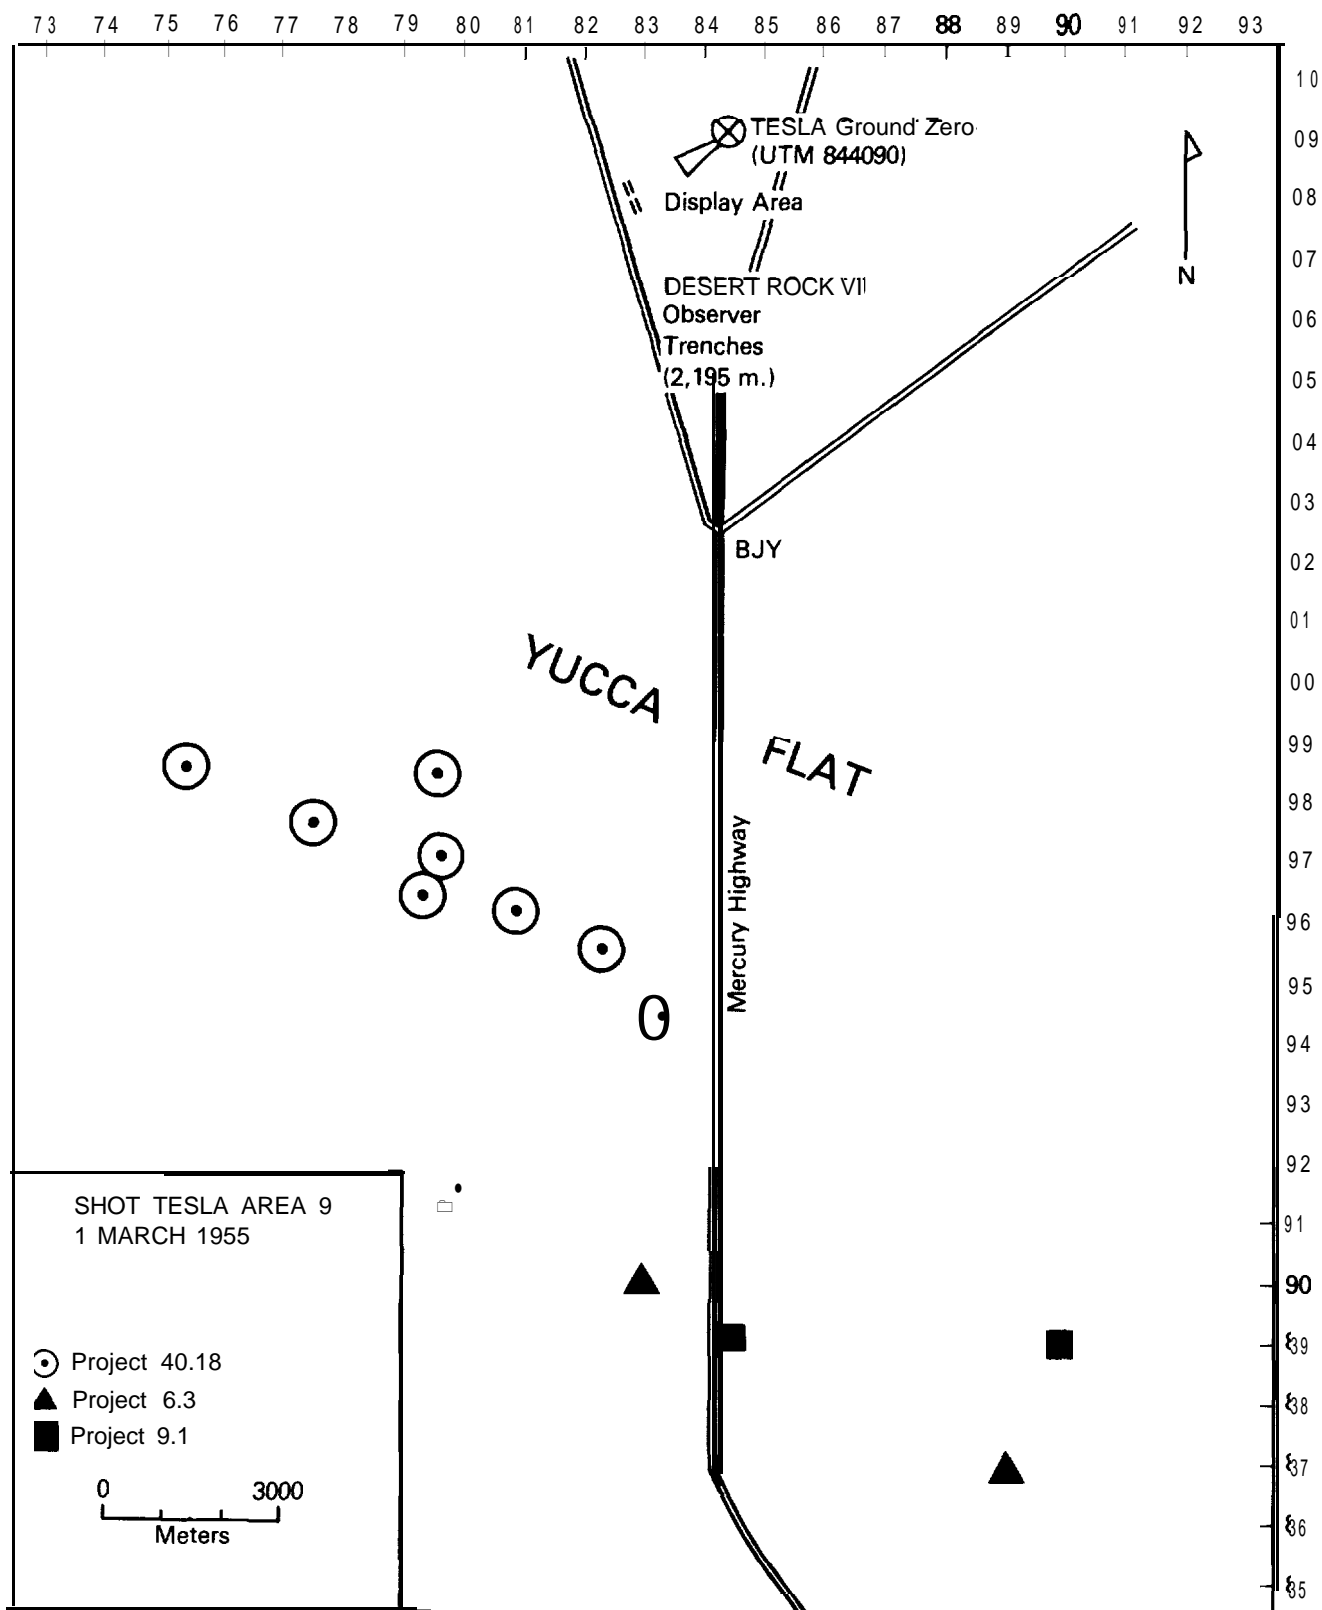 73 74 75 76 77 78 79 80 81 82 83 84 85 86 87 88 89 90 91 92 93
10
09
08
07
06
05
04
03
02
01
00
99
98
97
96
95
94
93
92
91
90
89
88
87
86
85
TESLA Ground Zero
(UTM 844090)
Display Area
N
DESERT ROCK VII
Observer
Trenches
(2,195 m.)
BJY
YUCCA
FLAT
Mercury Highway
SHOT TESLA AREA 9
1 MARCH 1955
Project 40.18
Project 6.3
Project 9.1
0 3000
Meters